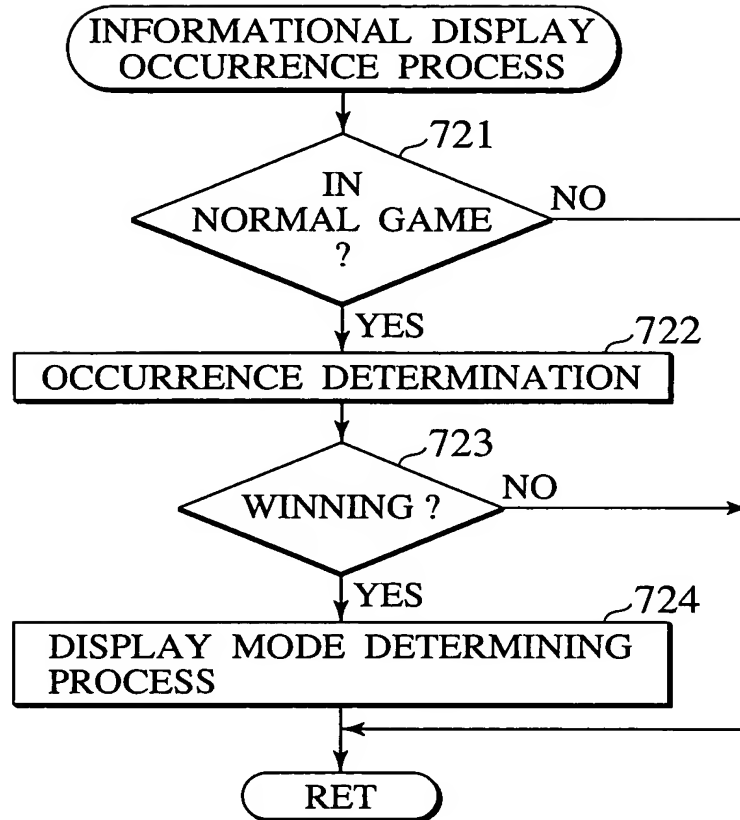 INFORMATIONAL DISPLAY
OCCURRENCE PROCESS
721
IN
NORMAL GAME
?
NO
YES
722
OCCURRENCE DETERMINATION
723
WINNING ?
NO
YES
724
DISPLAY MODE DETERMINING
PROCESS
RET